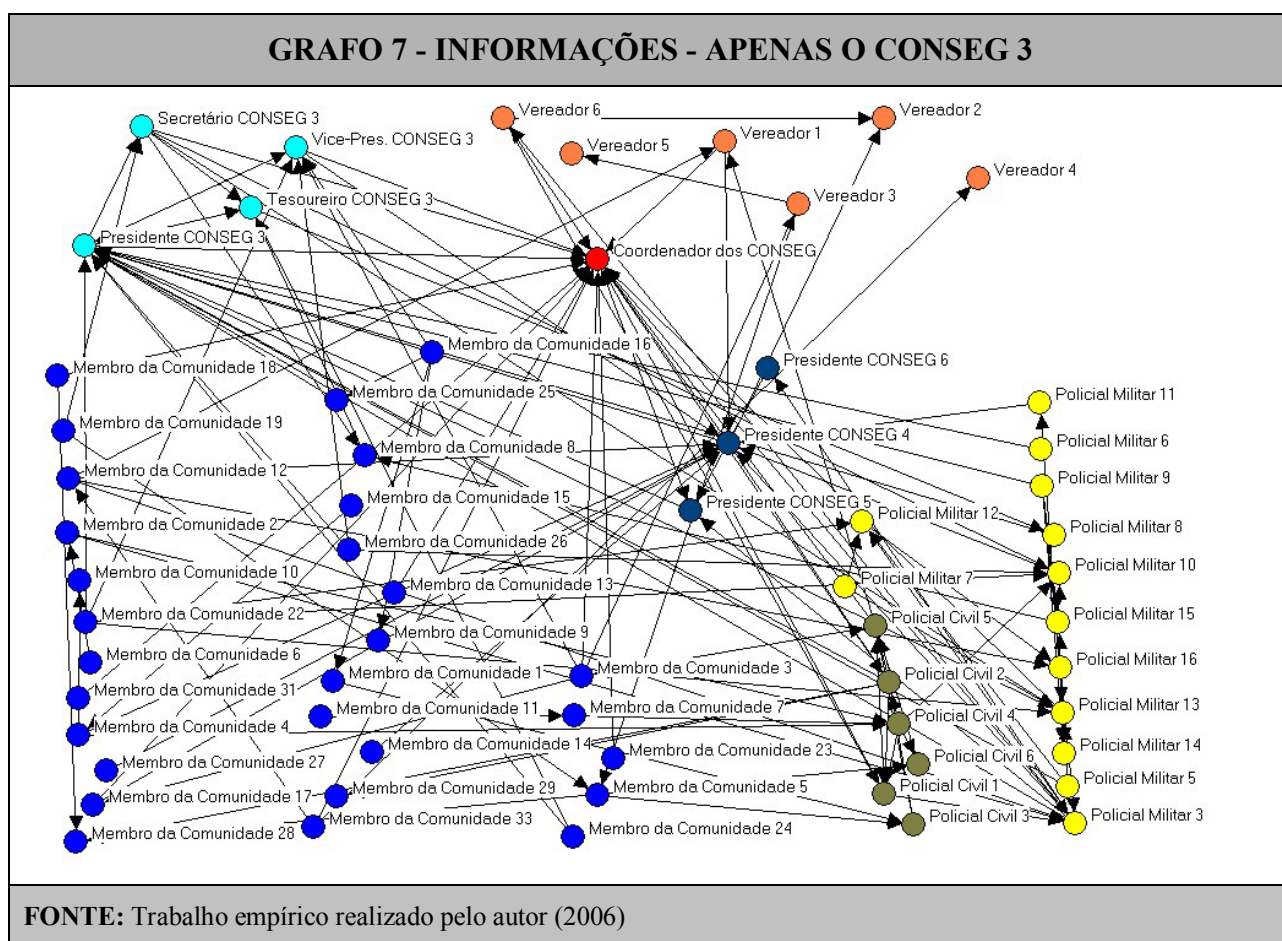 GRAFO 7 - INFORMAÇÕES - APENAS O CONSEG 3
Secretário CONSEG 3
Vice-Pres. CONSEG 3
Tesoureiro CONSEG 3
Presidente CONSEG 3
Vereador 6
Vereador 2
Vereador 5
Vereador 1
Vereador 4
Vereador 3
Coordenador dos CONSEG
Membro da Comunidade 16
Membro da Comunidade 18
Membro da Comunidade 25
Membro da Comunidade 19
Membro da Comunidade 8
Membro da Comunidade 12
Membro da Comunidade 15
Membro da Comunidade 2
Membro da Comunidade 26
Membro da Comunidade 10
Membro da Comunidade 13
Membro da Comunidade 22
Membro da Comunidade 9
Membro da Comunidade 6
Membro da Comunidade 1
Membro da Comunidade 3
Membro da Comunidade 31
Membro da Comunidade 11
Membro da Comunidade 7
Membro da Comunidade 4
Membro da Comunidade 14
Membro da Comunidade 23
Membro da Comunidade 27
Membro da Comunidade 29
Membro da Comunidade 5
Membro da Comunidade 17
Membro da Comunidade 33
Membro da Comunidade 24
Membro da Comunidade 28
Presidente CONSEG 6
Presidente CONSEG 4
Presidente CONSEG 5
Policial Militar 12
Policial Militar 7
Policial Civil 5
Policial Civil 2
Policial Civil 4
Policial Civil 6
Policial Civil 1
Policial Civil 3
Policial Militar 11
Policial Militar 6
Policial Militar 9
Policial Militar 8
Policial Militar 10
Policial Militar 15
Policial Militar 16
Policial Militar 13
Policial Militar 14
Policial Militar 5
Policial Militar 3
FONTE: Trabalho empírico realizado pelo autor (2006)